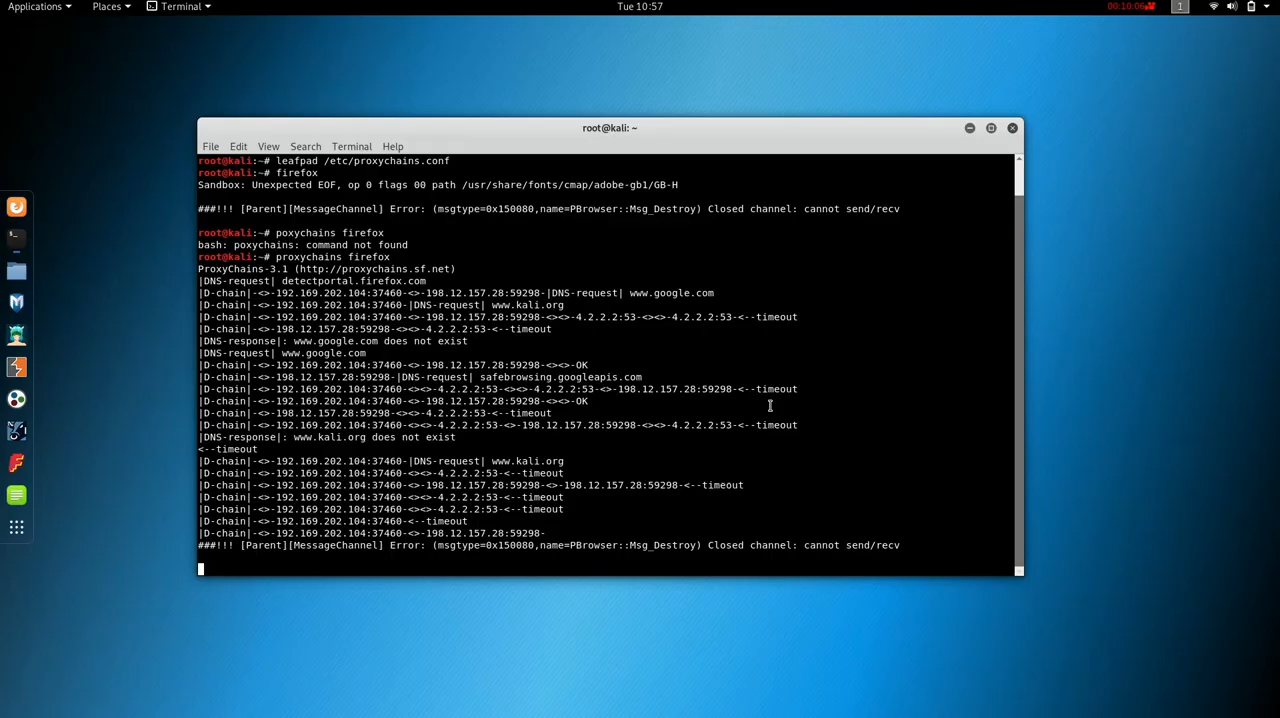 Applications Places Terminal Tue 10:57 00:10:06 1
root@kali: ~
File Edit View Search Terminal Help
root@kali:~# leafpad /etc/proxychains.conf
root@kali:~# firefox
Sandbox: Unexpected EOF, op 0 flags 00 path /usr/share/fonts/cmap/adobe-gb1/GB-H
###!!! [Parent][MessageChannel] Error: (msgtype=0x150080,name=PBrowser::Msg_Destroy) Closed channel: cannot send/recv
root@kali:~# poxychains firefox
bash: poxychains: command not found
root@kali:~# proxychains firefox
ProxyChains-3.1 (http://proxychains.sf.net)
|DNS-request| detectportal.firefox.com
|D-chain|-<>-192.169.202.104:37460-<>-198.12.157.28:59298-|DNS-request| www.google.com
|D-chain|-<>-192.169.202.104:37460-|DNS-request| www.kali.org
|D-chain|-<>-192.169.202.104:37460-<>-198.12.157.28:59298-<><>-4.2.2.2:53-<><>-4.2.2.2:53-<--timeout
|D-chain|-<>-198.12.157.28:59298-<><>-4.2.2.2:53-<--timeout
|DNS-response|: www.google.com does not exist
|DNS-request| www.google.com
|D-chain|-<>-192.169.202.104:37460-<>-198.12.157.28:59298-<><>-OK
|D-chain|-<>-198.12.157.28:59298-|DNS-request| safebrowsing.googleapis.com
|D-chain|-<>-192.169.202.104:37460-<><>-4.2.2.2:53-<><>-4.2.2.2:53-<>-198.12.157.28:59298-<--timeout
|D-chain|-<>-192.169.202.104:37460-<>-198.12.157.28:59298-<><>-OK
|D-chain|-<>-198.12.157.28:59298-<><>-4.2.2.2:53-<--timeout
|D-chain|-<>-192.169.202.104:37460-<><>-4.2.2.2:53-<>-198.12.157.28:59298-<><>-4.2.2.2:53-<--timeout
|DNS-response|: www.kali.org does not exist
<--timeout
|D-chain|-<>-192.169.202.104:37460-|DNS-request| www.kali.org
|D-chain|-<>-192.169.202.104:37460-<><>-4.2.2.2:53-<--timeout
|D-chain|-<>-192.169.202.104:37460-<>-198.12.157.28:59298-<>-198.12.157.28:59298-<--timeout
|D-chain|-<>-192.169.202.104:37460-<><>-4.2.2.2:53-<--timeout
|D-chain|-<>-192.169.202.104:37460-<><>-4.2.2.2:53-<--timeout
|D-chain|-<>-192.169.202.104:37460-<--timeout
|D-chain|-<>-192.169.202.104:37460-<>-198.12.157.28:59298-
###!!! [Parent][MessageChannel] Error: (msgtype=0x150080,name=PBrowser::Msg_Destroy) Closed channel: cannot send/recv